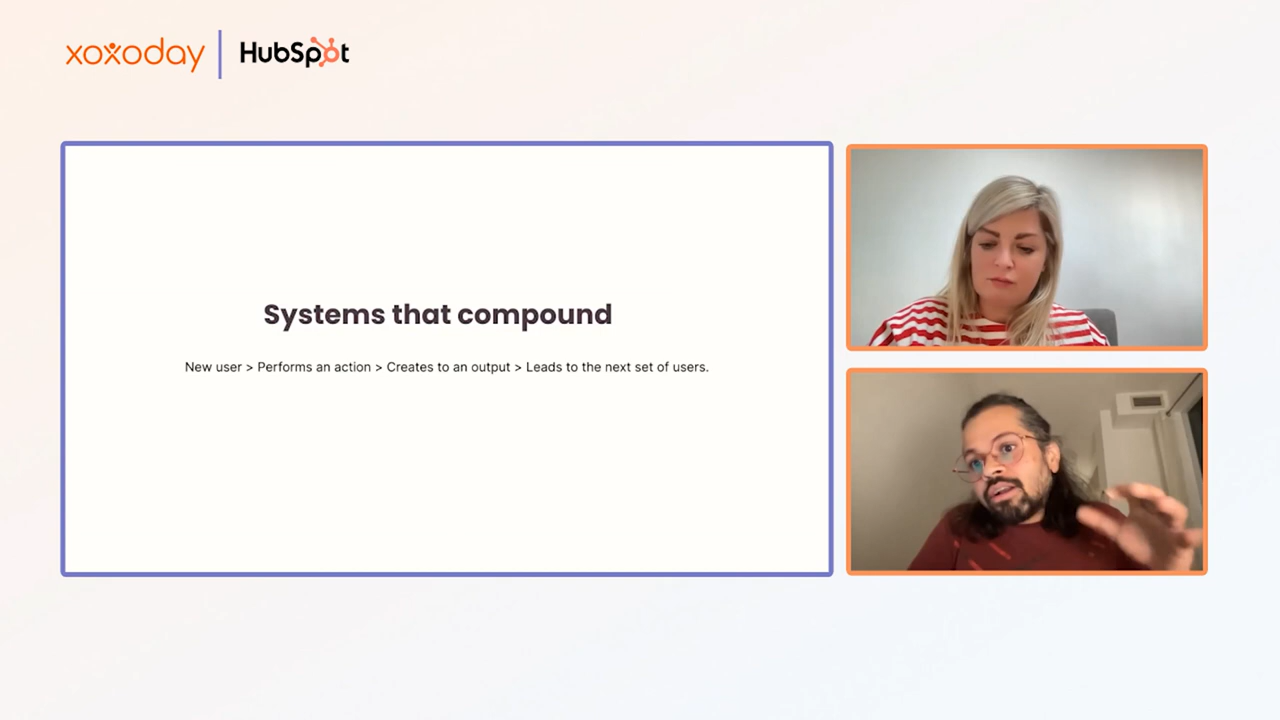 xoxoday
HubSpot
Systems that compound
New user > Performs an action > Creates to an output > Leads to the next set of users.